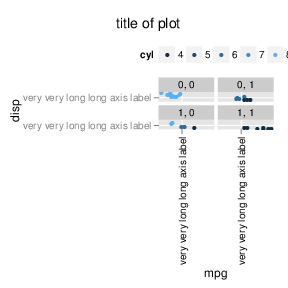 title of plot
cyl 4 5 6 7 8
disp
0, 0 0, 1
very very long long axis label
1, 0 1, 1
very very long long axis label
very very long long axis label very very long long axis label
mpg